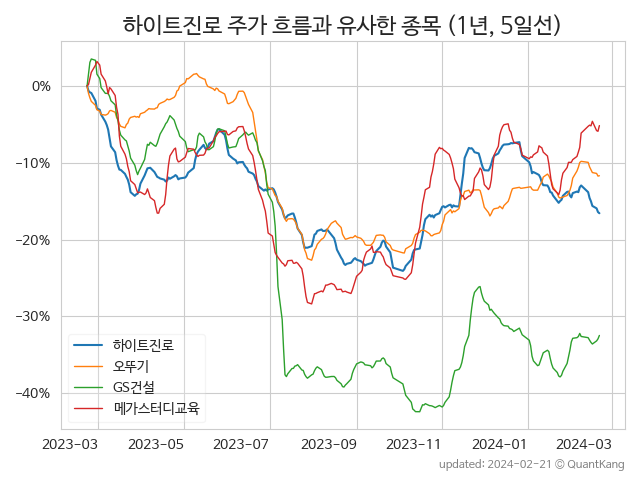 하이트진로 주가 흐름과 유사한 종목 (1년, 5일선)
0%
−10%
−20%
−30%
−40%
하이트진로
오뚜기
GS건설
메가스터디교육
2023-03 2023-05 2023-07 2023-09 2023-11 2024-01 2024-03
updated: 2024-02-21 © QuantKang